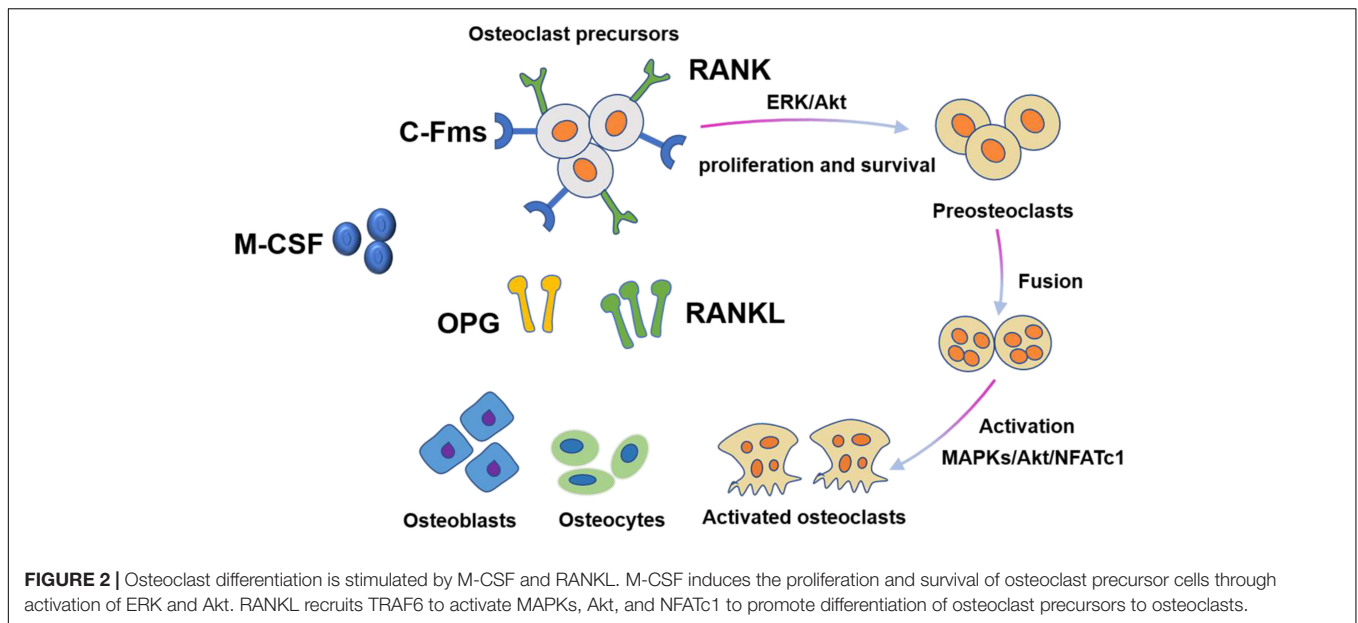 Osteoclast precursors
RANK
C-Fms
ERK/Akt
proliferation and survival
Preosteoclasts
M-CSF
Fusion
OPG
RANKL
Activation
MAPKs/Akt/NFATc1
Osteoblasts
Osteocytes
Activated osteoclasts
FIGURE 2 | Osteoclast differentiation is stimulated by M-CSF and RANKL. M-CSF induces the proliferation and survival of osteoclast precursor cells through
activation of ERK and Akt. RANKL recruits TRAF6 to activate MAPKs, Akt, and NFATc1 to promote differentiation of osteoclast precursors to osteoclasts.